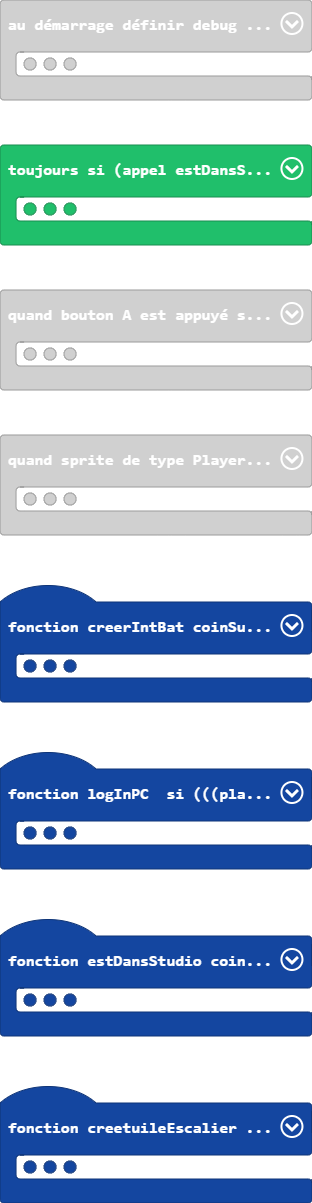 au démarrage définir debug ...
toujours si (appel estDansS...
quand bouton A est appuyé s...
quand sprite de type Player...
fonction creerIntBat coinSu...
fonction logInPC  si (((pla...
fonction estDansStudio coin...
fonction creetuileEscalier ...